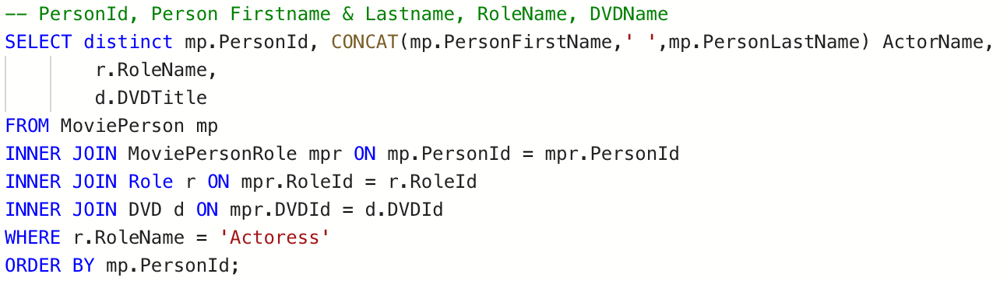 -- PersonId, Person Firstname & Lastname, RoleName, DVDName
SELECT distinct mp.PersonId, CONCAT(mp.PersonFirstName,' ',mp.PersonLastName) ActorName,
        r.RoleName,
        d.DVDTitle
FROM MoviePerson mp
INNER JOIN MoviePersonRole mpr ON mp.PersonId = mpr.PersonId
INNER JOIN Role r ON mpr.RoleId = r.RoleId
INNER JOIN DVD d ON mpr.DVDId = d.DVDId
WHERE r.RoleName = 'Actoress'
ORDER BY mp.PersonId;